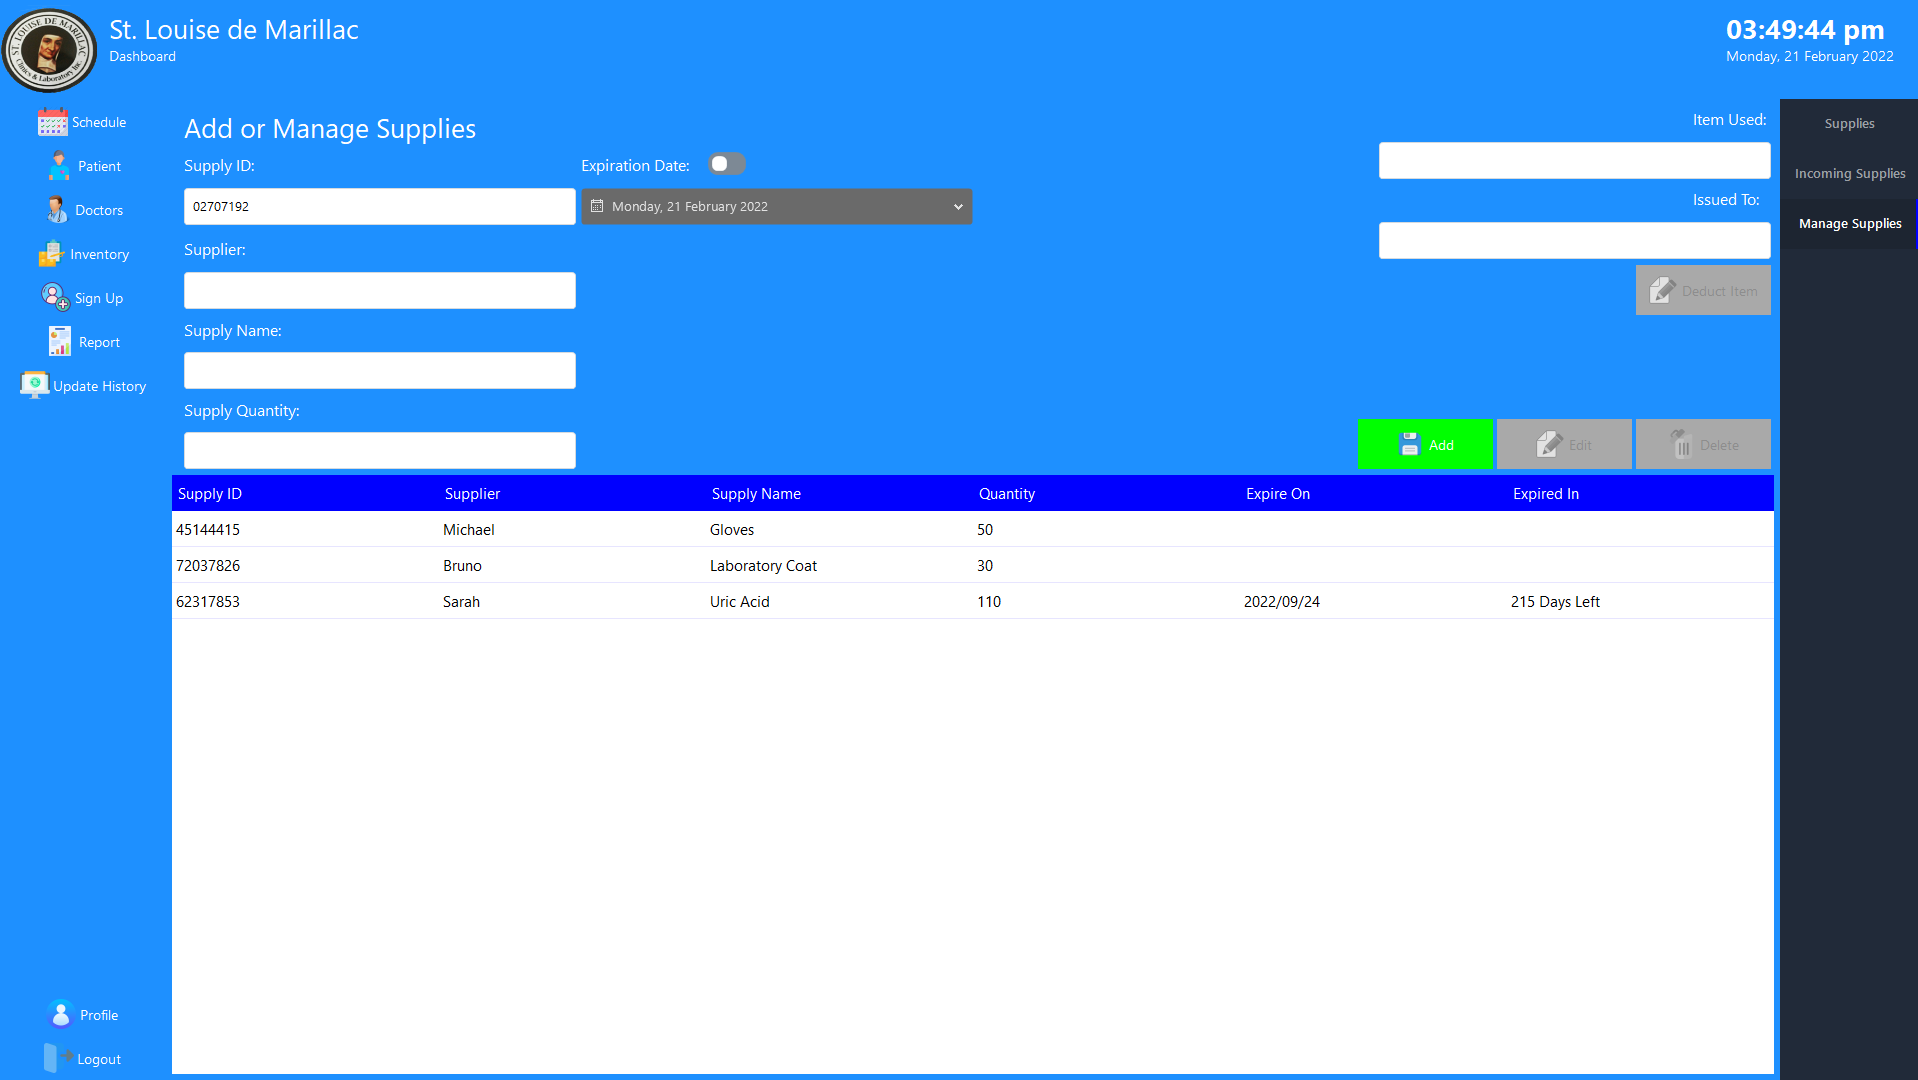 ST. LOUISE DE MARILLAC
Clinics & Laboratory Inc.
St. Louise de Marillac
Dashboard
03:49:44 pm
Monday, 21 February 2022
Schedule
Patient
Doctors
Inventory
Sign Up
Report
Update History
Profile
Logout
Add or Manage Supplies
Supply ID:
02707192
Expiration Date:
Monday, 21 February 2022
Supplier:
Supply Name:
Supply Quantity:
Item Used:
Issued To:
Deduct Item
Add Edit Delete
Supplies
Incoming Supplies
Manage Supplies
Supply ID Supplier Supply Name Quantity Expire On Expired In
45144415 Michael Gloves 50
72037826 Bruno Laboratory Coat 30
62317853 Sarah Uric Acid 110 2022/09/24 215 Days Left